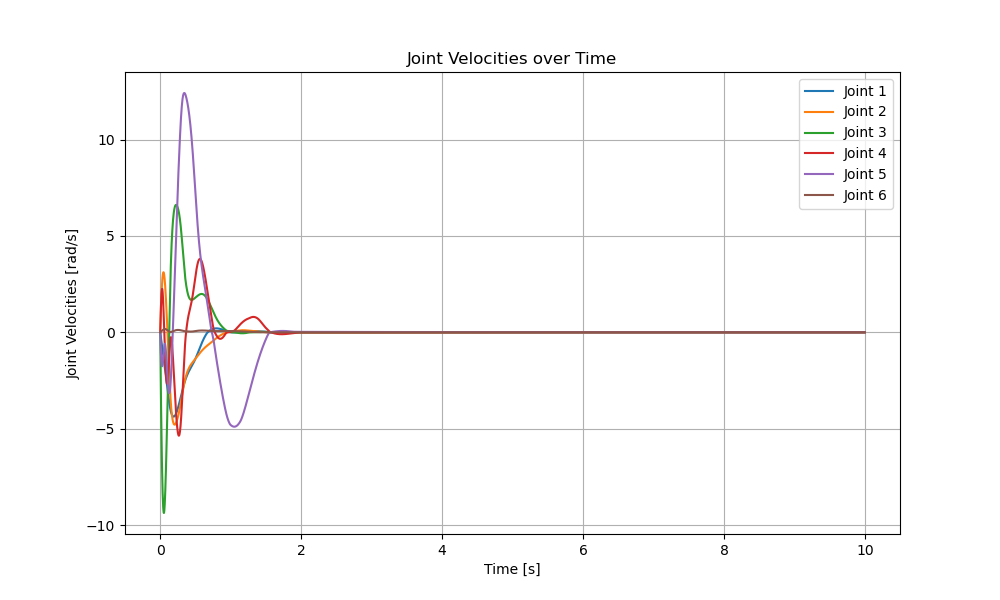 Joint Velocities over Time
Joint Velocities [rad/s]
10
5
0
−5
−10
Joint 1
Joint 2
Joint 3
Joint 4
Joint 5
Joint 6
0 2 4 6 8 10
Time [s]